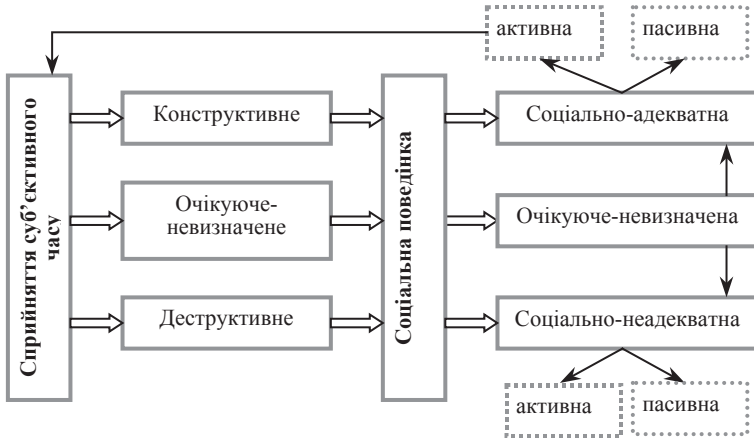 активна
пасивна
Сприйняття суб’єктивного
часу
Конструктивне
Очікуюче-
невизначене
Деструктивне
Соціальна поведінка
Соціально-адекватна
Очікуюче-невизначена
Соціально-неадекватна
активна
пасивна